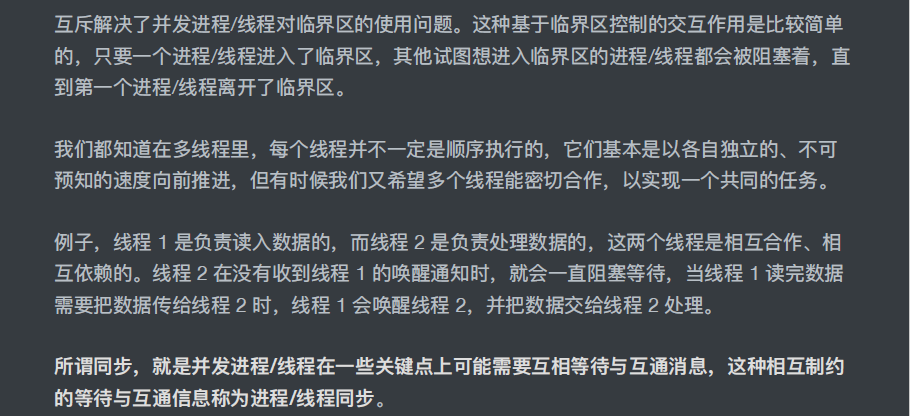 互斥解决了并发进程/线程对临界区的使用问题。这种基于临界区控制的交互作用是比较简单
的，只要一个进程/线程进入了临界区，其他试图想进入临界区的进程/线程都会被阻塞着，直
到第一个进程/线程离开了临界区。
我们都知道在多线程里，每个线程并不一定是顺序执行的，它们基本是以各自独立的、不可
预知的速度向前推进，但有时候我们又希望多个线程能密切合作，以实现一个共同的任务。
例子，线程 1 是负责读入数据的，而线程 2 是负责处理数据的，这两个线程是相互合作、相
互依赖的。线程 2 在没有收到线程 1 的唤醒通知时，就会一直阻塞等待，当线程 1 读完数据
需要把数据传给线程 2 时，线程 1 会唤醒线程 2，并把数据交给线程 2 处理。
所谓同步，就是并发进程/线程在一些关键点上可能需要互相等待与互通消息，这种相互制约
的等待与互通信息称为进程/线程同步。